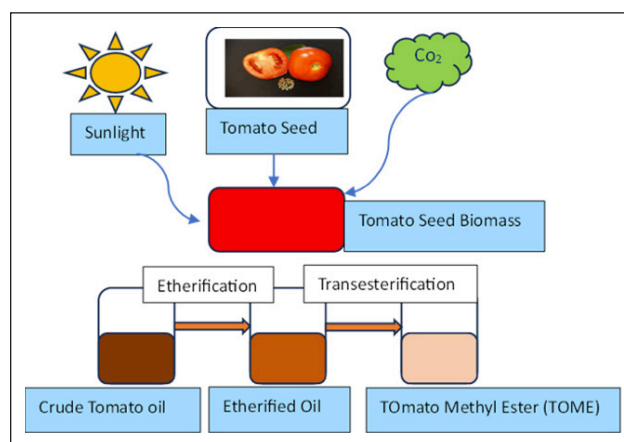 Co₂
Sunlight
Tomato Seed
Tomato Seed Biomass
Etherification
Transesterification
Crude Tomato oil
Etherified Oil
TOmato Methyl Ester (TOME)